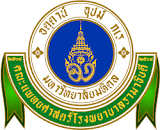 อตฺตานํ อุปมํ กเร
มหาวิทยาลัยมหิดล
คณะแพทยศาสตร์โรงพยาบาลรามาธิบดี